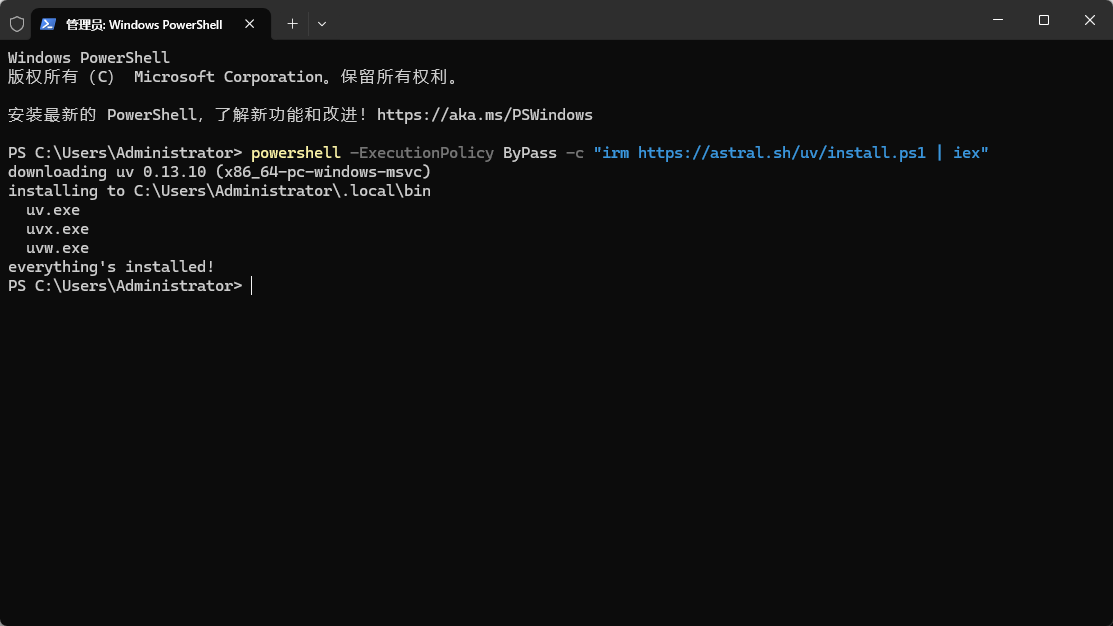 管理员: Windows PowerShell
Windows PowerShell
版权所有（C） Microsoft Corporation。保留所有权利。
安装最新的 PowerShell，了解新功能和改进！https://aka.ms/PSWindows
PS C:\Users\Administrator> powershell -ExecutionPolicy ByPass -c "irm https://astral.sh/uv/install.ps1 | iex"
downloading uv 0.13.10 (x86_64-pc-windows-msvc)
installing to C:\Users\Administrator\.local\bin
  uv.exe
  uvx.exe
  uvw.exe
everything's installed!
PS C:\Users\Administrator>